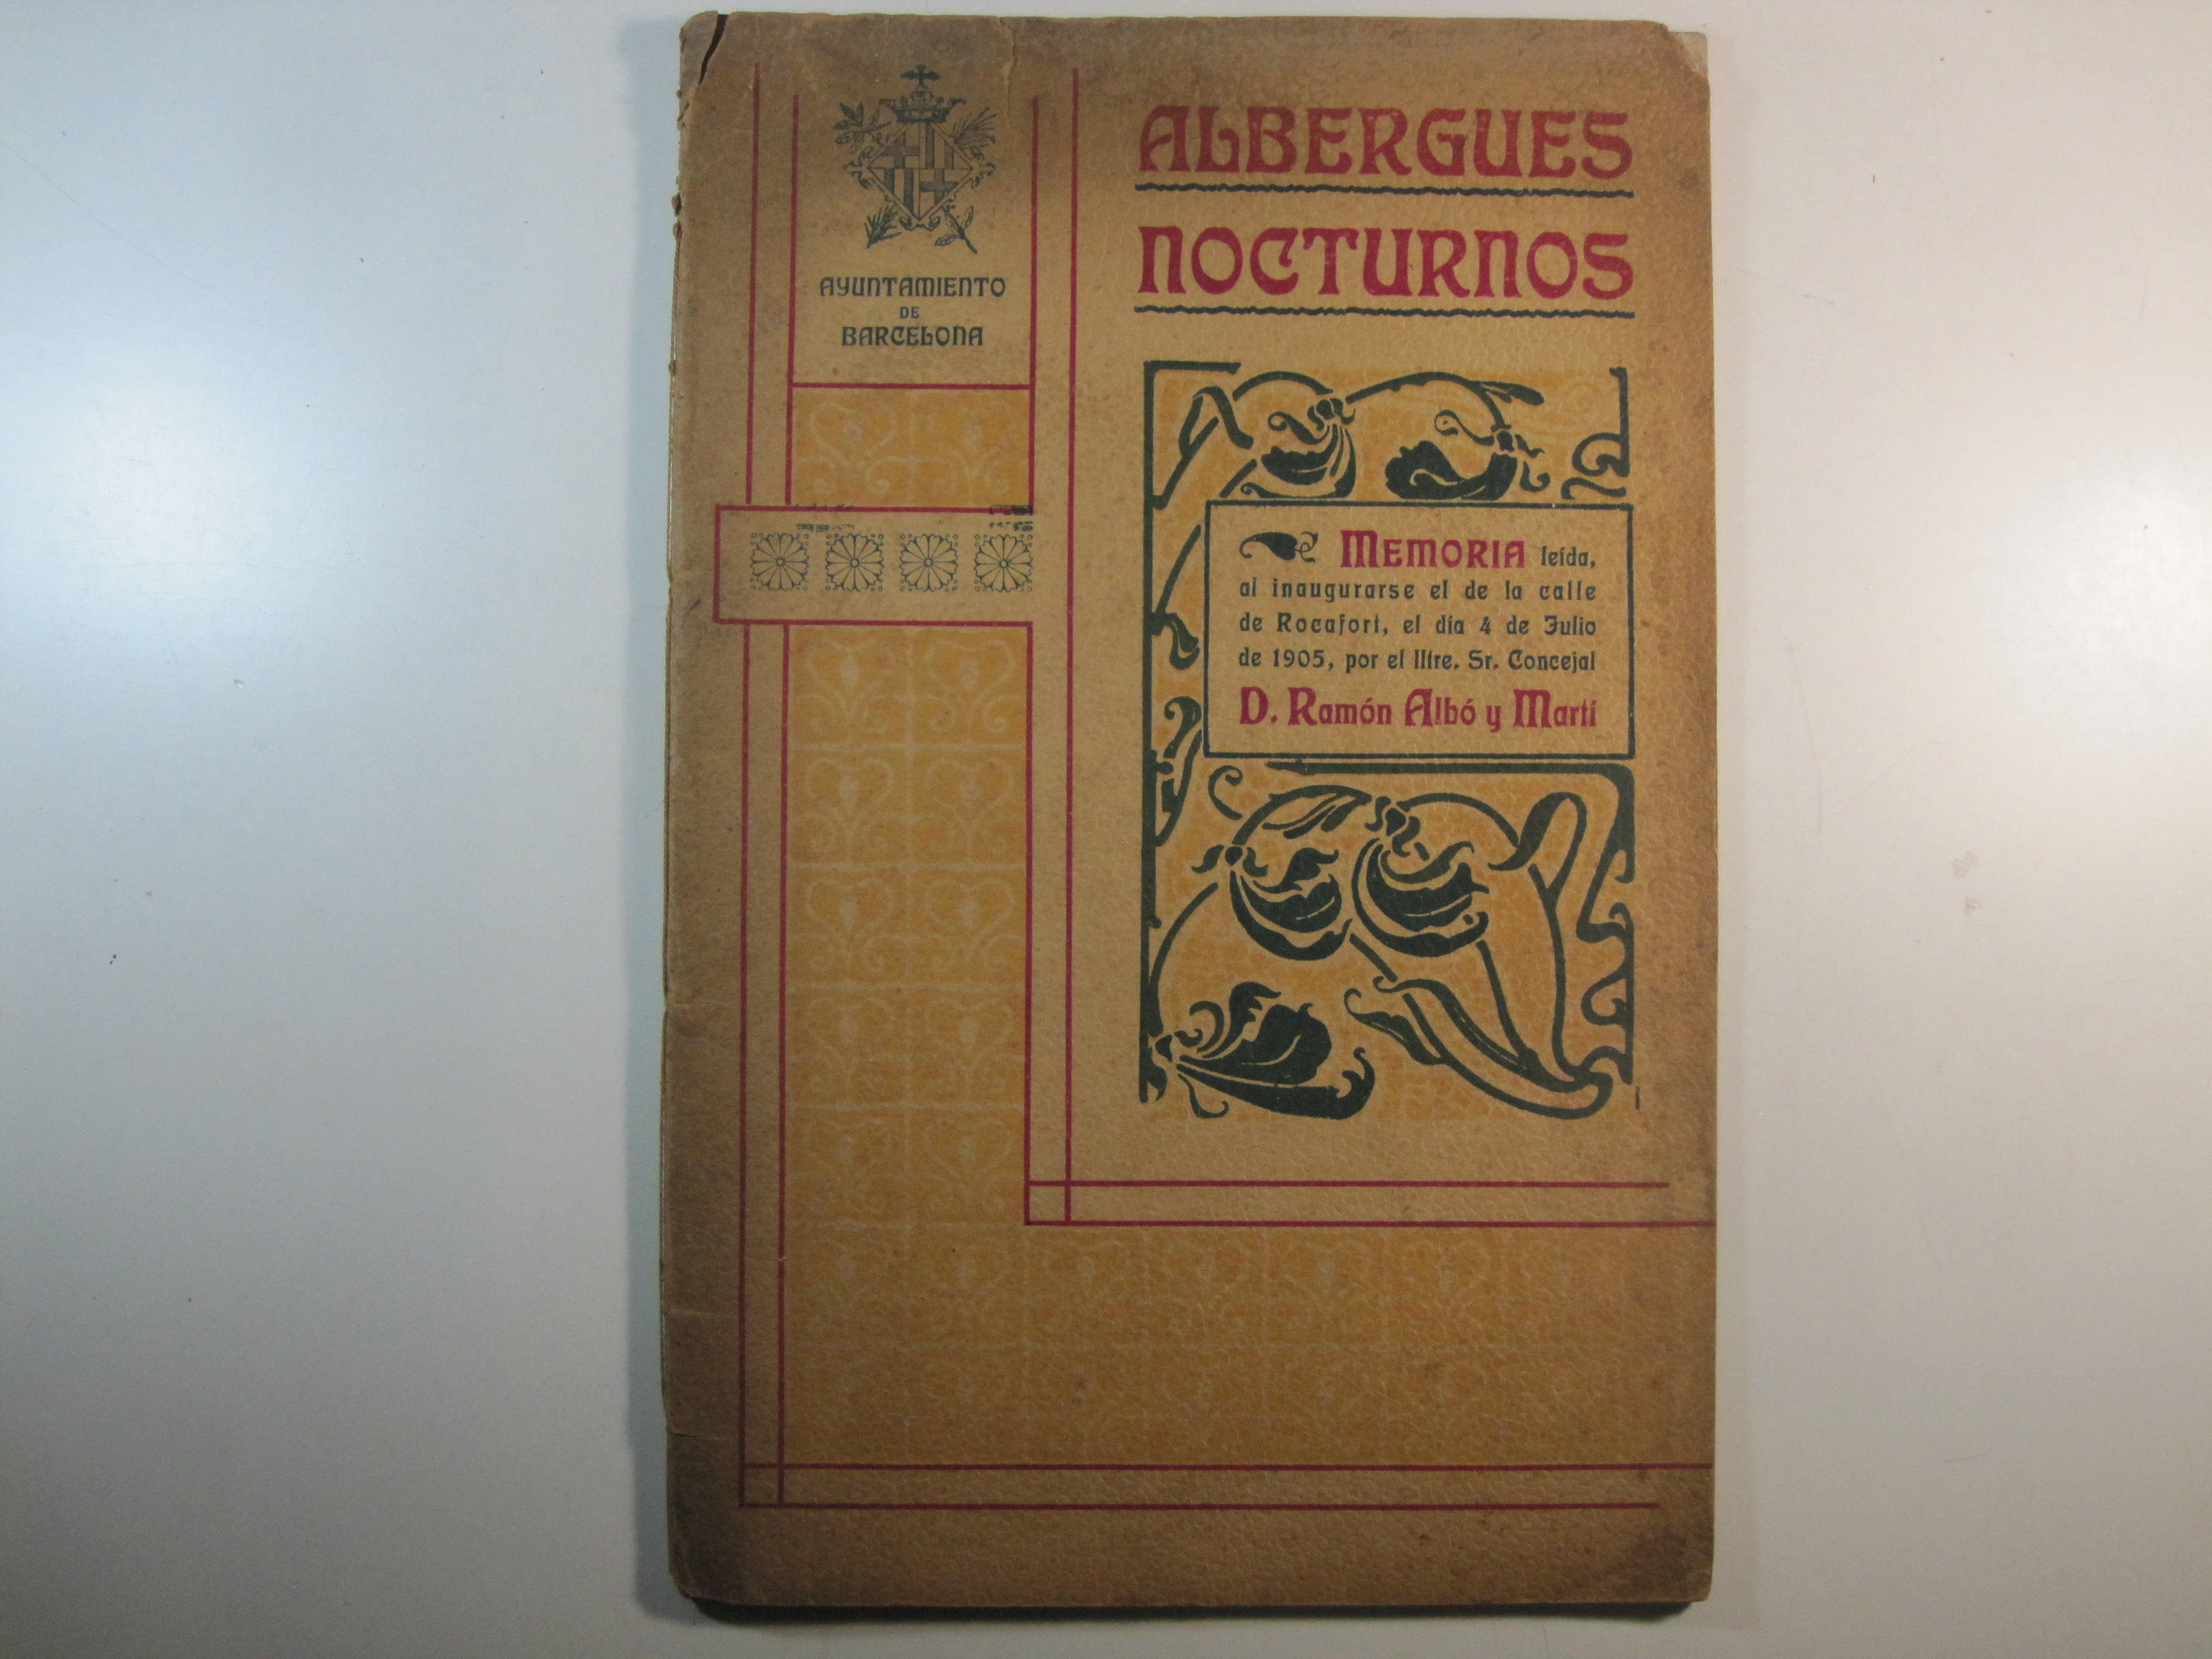 AYUNTAMIENTO
DE
BARCELONA
ALBERGUES
NOCTURNOS
MEMORIA leída,
al inaugurarse el de la calle
de Rocafort, el día 4 de Julio
de 1905, por el Iltre. Sr. Concejal
D. Ramón Albó y Martí